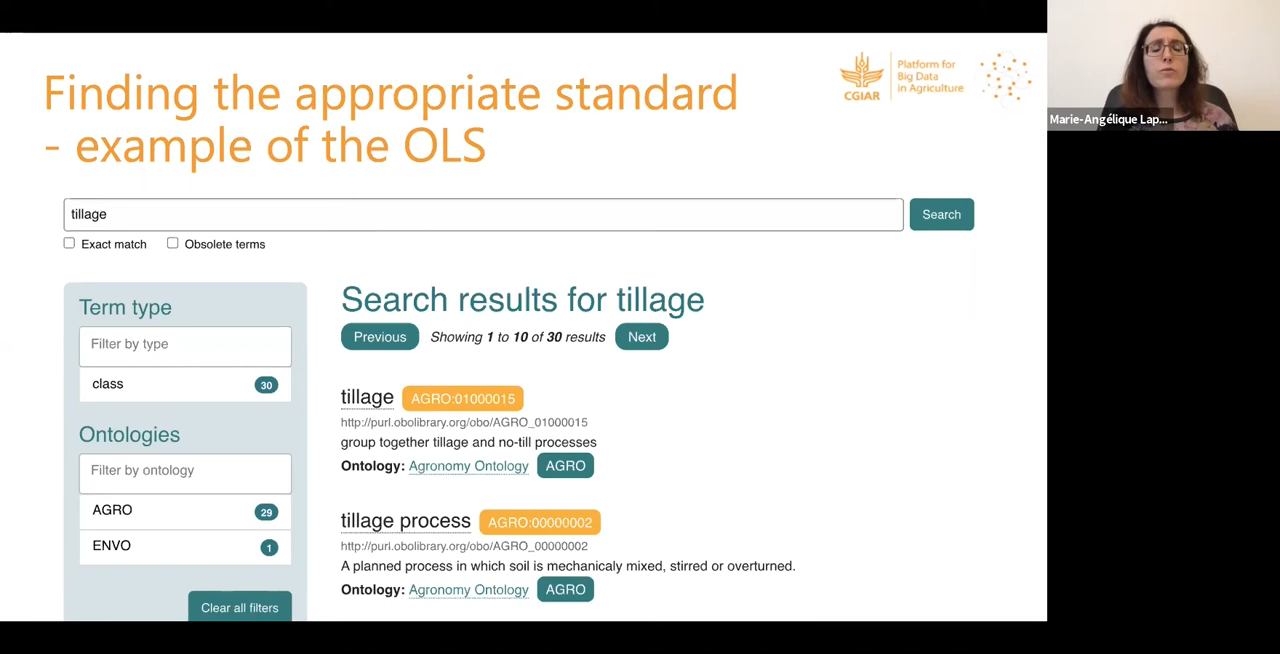 Finding the appropriate standard
- example of the OLS
CGIAR
Platform for
Big Data
in Agriculture
Marie-Angélique Lap...
tillage
Search
Exact match
Obsolete terms
Term type
Filter by type
class 30
Ontologies
Filter by ontology
AGRO 29
ENVO 1
Clear all filters
Search results for tillage
Previous Showing 1 to 10 of 30 results Next
tillage AGRO:01000015
http://purl.obolibrary.org/obo/AGRO_01000015
group together tillage and no-till processes
Ontology: Agronomy Ontology AGRO
tillage process AGRO:00000002
http://purl.obolibrary.org/obo/AGRO_00000002
A planned process in which soil is mechanicaly mixed, stirred or overturned.
Ontology: Agronomy Ontology AGRO